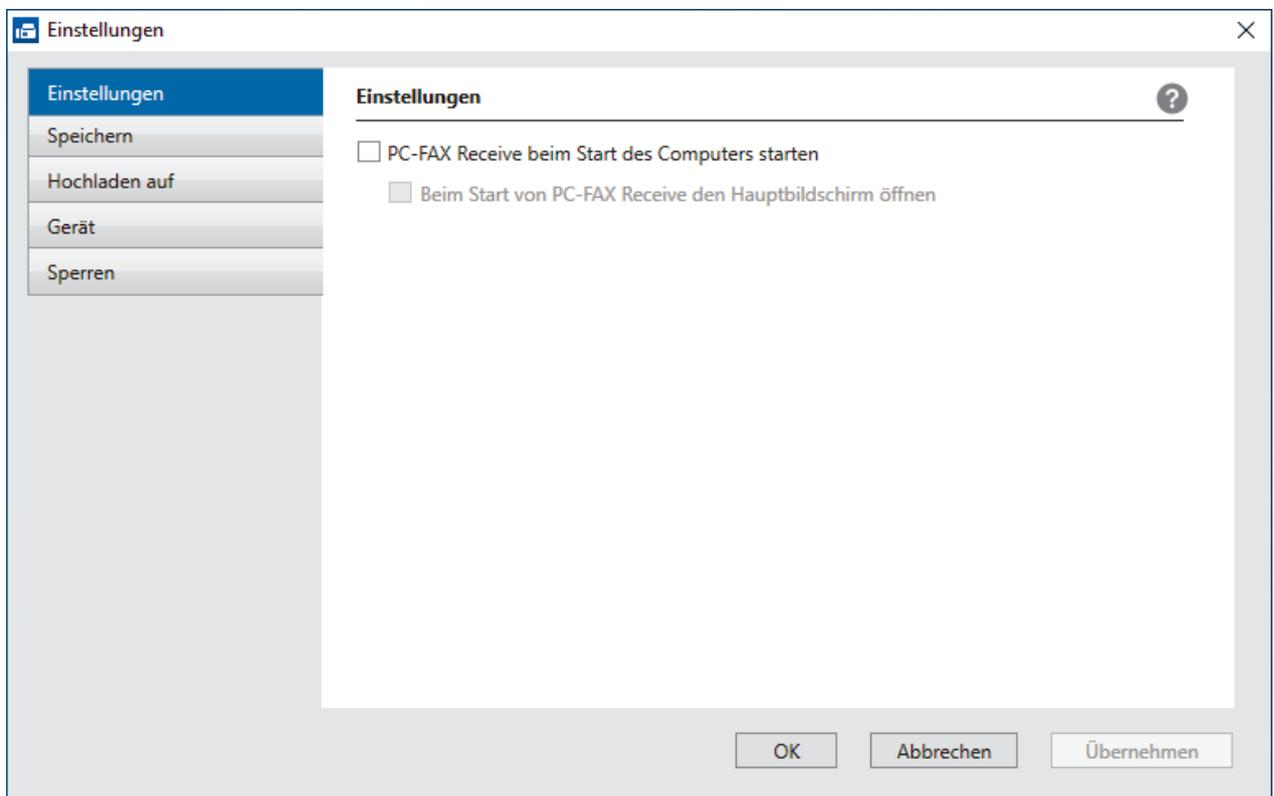 Einstellungen
Einstellungen
Speichern
Hochladen auf
Gerät
Sperren
Einstellungen
?
PC-FAX Receive beim Start des Computers starten
Beim Start von PC-FAX Receive den Hauptbildschirm öffnen
OK Abbrechen Übernehmen